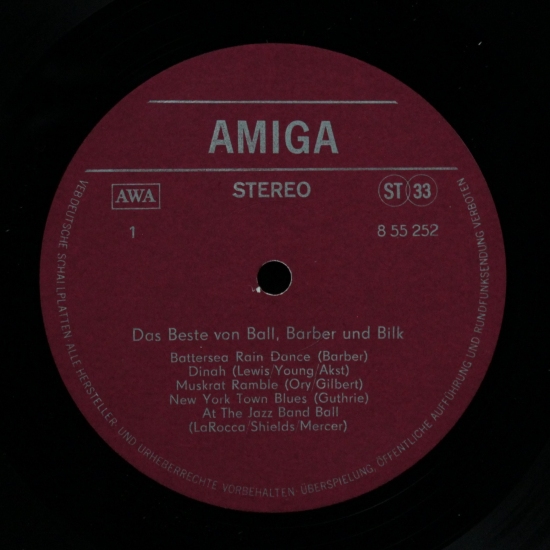 AMIGA
AWA
STEREO
ST 33
1
8 55 252
Das Beste von Ball, Barber und Bilk
Battersea Rain Dance (Barber)
Dinah (Lewis/Young/Akst)
Muskrat Ramble (Ory/Gilbert)
New York Town Blues (Guthrie)
At The Jazz Band Ball
(LaRocca/Shields/Mercer)
VEB DEUTSCHE SCHALLPLATTEN ALLE HERSTELLER- UND URHEBERRECHTE VORBEHALTEN · ÜBERSPIELUNG, ÖFFENTLICHE AUFFÜHRUNG UND RUNDFUNKSENDUNG VERBOTEN